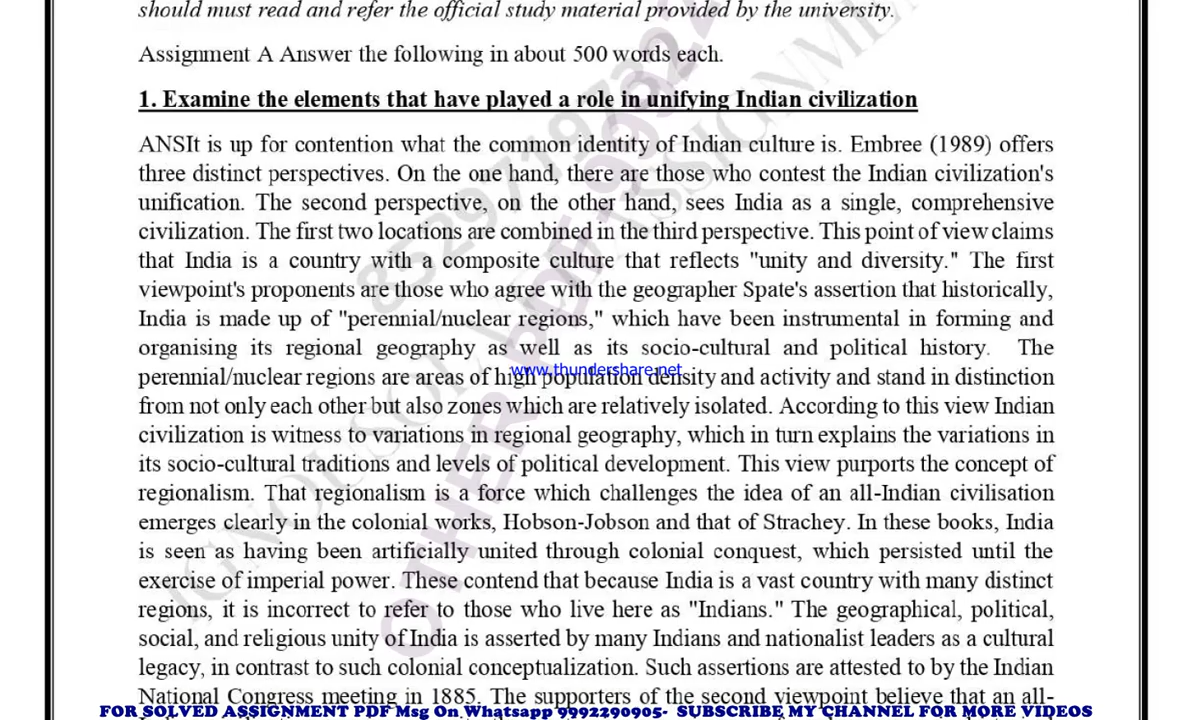 should must read and refer the official study material provided by the university.
Assignment A Answer the following in about 500 words each.
1. Examine the elements that have played a role in unifying Indian civilization
ANSIt is up for contention what the common identity of Indian culture is. Embree (1989) offers
three distinct perspectives. On the one hand, there are those who contest the Indian civilization's
unification. The second perspective, on the other hand, sees India as a single, comprehensive
civilization. The first two locations are combined in the third perspective. This point of view claims
that India is a country with a composite culture that reflects "unity and diversity." The first
viewpoint's proponents are those who agree with the geographer Spate's assertion that historically,
India is made up of "perennial/nuclear regions," which have been instrumental in forming and
organising its regional geography as well as its socio-cultural and political history. The
www.thundershare.net
perennial/nuclear regions are areas of high population density and activity and stand in distinction
from not only each other but also zones which are relatively isolated. According to this view Indian
civilization is witness to variations in regional geography, which in turn explains the variations in
its socio-cultural traditions and levels of political development. This view purports the concept of
regionalism. That regionalism is a force which challenges the idea of an all-Indian civilisation
emerges clearly in the colonial works, Hobson-Jobson and that of Strachey. In these books, India
is seen as having been artificially united through colonial conquest, which persisted until the
exercise of imperial power. These contend that because India is a vast country with many distinct
regions, it is incorrect to refer to those who live here as "Indians." The geographical, political,
social, and religious unity of India is asserted by many Indians and nationalist leaders as a cultural
legacy, in contrast to such colonial conceptualization. Such assertions are attested to by the Indian
National Congress meeting in 1885. The supporters of the second viewpoint believe that an all-
FOR SOLVED ASSIGNMENT PDF Msg On Whatsapp 9992290905- SUBSCRIBE MY CHANNEL FOR MORE VIDEOS